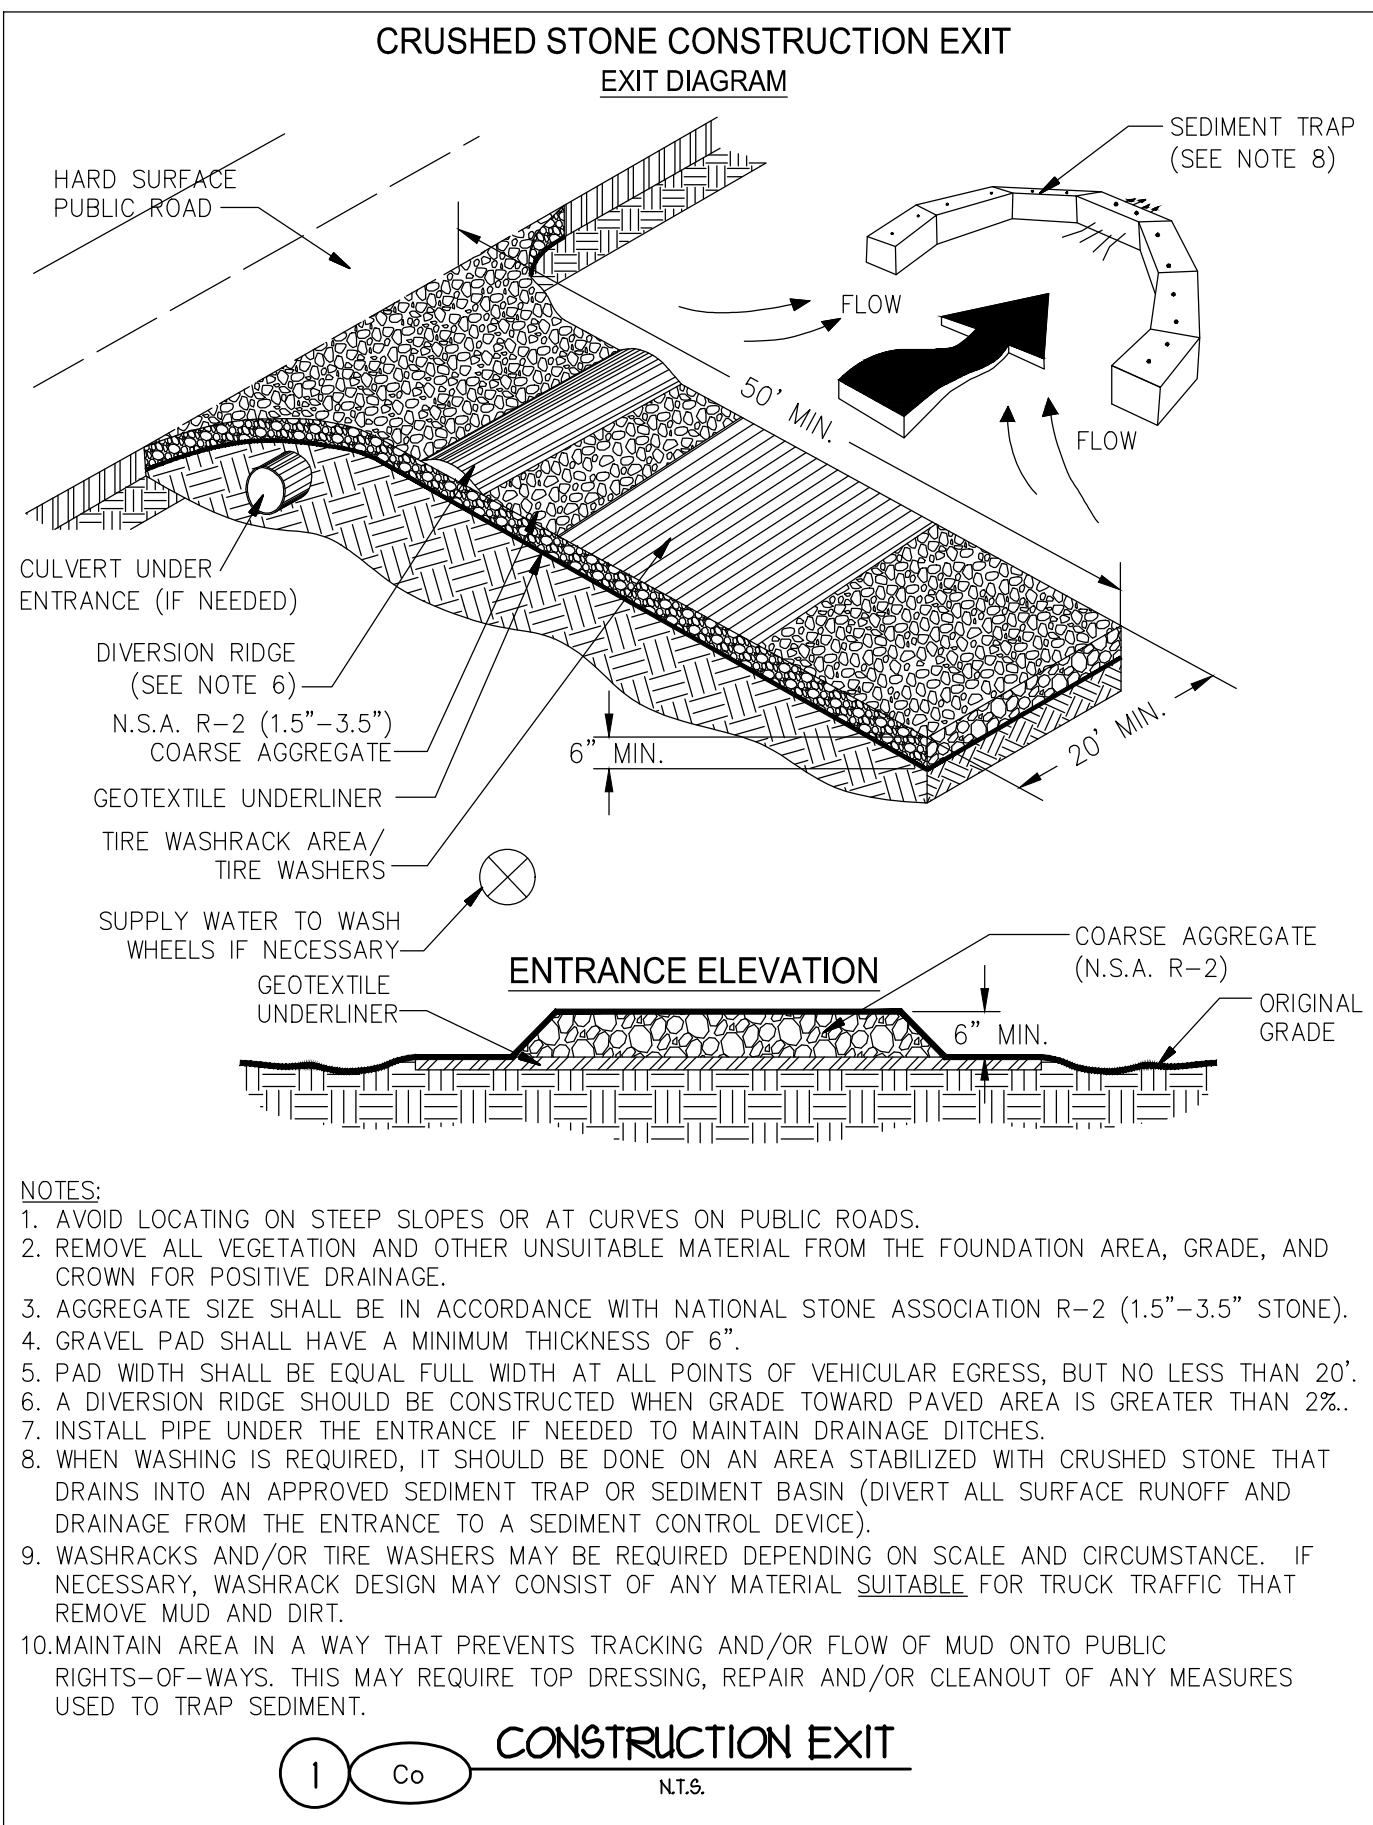 CRUSHED STONE CONSTRUCTION EXIT
EXIT DIAGRAM
SEDIMENT TRAP
(SEE NOTE 8)
HARD SURFACE
PUBLIC ROAD
FLOW
50' MIN.
FLOW
CULVERT UNDER
ENTRANCE (IF NEEDED)
DIVERSION RIDGE
(SEE NOTE 6)
N.S.A. R-2 (1.5"-3.5")
COARSE AGGREGATE
6" MIN.
20' MIN.
GEOTEXTILE UNDERLINER
TIRE WASHRACK AREA/
TIRE WASHERS
SUPPLY WATER TO WASH
WHEELS IF NECESSARY
ENTRANCE ELEVATION
COARSE AGGREGATE
(N.S.A. R-2)
GEOTEXTILE
UNDERLINER
6" MIN.
ORIGINAL
GRADE
NOTES:
1. AVOID LOCATING ON STEEP SLOPES OR AT CURVES ON PUBLIC ROADS.
2. REMOVE ALL VEGETATION AND OTHER UNSUITABLE MATERIAL FROM THE FOUNDATION AREA, GRADE, AND
CROWN FOR POSITIVE DRAINAGE.
3. AGGREGATE SIZE SHALL BE IN ACCORDANCE WITH NATIONAL STONE ASSOCIATION R-2 (1.5"-3.5" STONE).
4. GRAVEL PAD SHALL HAVE A MINIMUM THICKNESS OF 6".
5. PAD WIDTH SHALL BE EQUAL FULL WIDTH AT ALL POINTS OF VEHICULAR EGRESS, BUT NO LESS THAN 20'.
6. A DIVERSION RIDGE SHOULD BE CONSTRUCTED WHEN GRADE TOWARD PAVED AREA IS GREATER THAN 2%..
7. INSTALL PIPE UNDER THE ENTRANCE IF NEEDED TO MAINTAIN DRAINAGE DITCHES.
8. WHEN WASHING IS REQUIRED, IT SHOULD BE DONE ON AN AREA STABILIZED WITH CRUSHED STONE THAT
DRAINS INTO AN APPROVED SEDIMENT TRAP OR SEDIMENT BASIN (DIVERT ALL SURFACE RUNOFF AND
DRAINAGE FROM THE ENTRANCE TO A SEDIMENT CONTROL DEVICE).
9. WASHRACKS AND/OR TIRE WASHERS MAY BE REQUIRED DEPENDING ON SCALE AND CIRCUMSTANCE. IF
NECESSARY, WASHRACK DESIGN MAY CONSIST OF ANY MATERIAL SUITABLE FOR TRUCK TRAFFIC THAT
REMOVE MUD AND DIRT.
10.MAINTAIN AREA IN A WAY THAT PREVENTS TRACKING AND/OR FLOW OF MUD ONTO PUBLIC
RIGHTS-OF-WAYS. THIS MAY REQUIRE TOP DRESSING, REPAIR AND/OR CLEANOUT OF ANY MEASURES
USED TO TRAP SEDIMENT.
1 Co CONSTRUCTION EXIT
N.T.S.